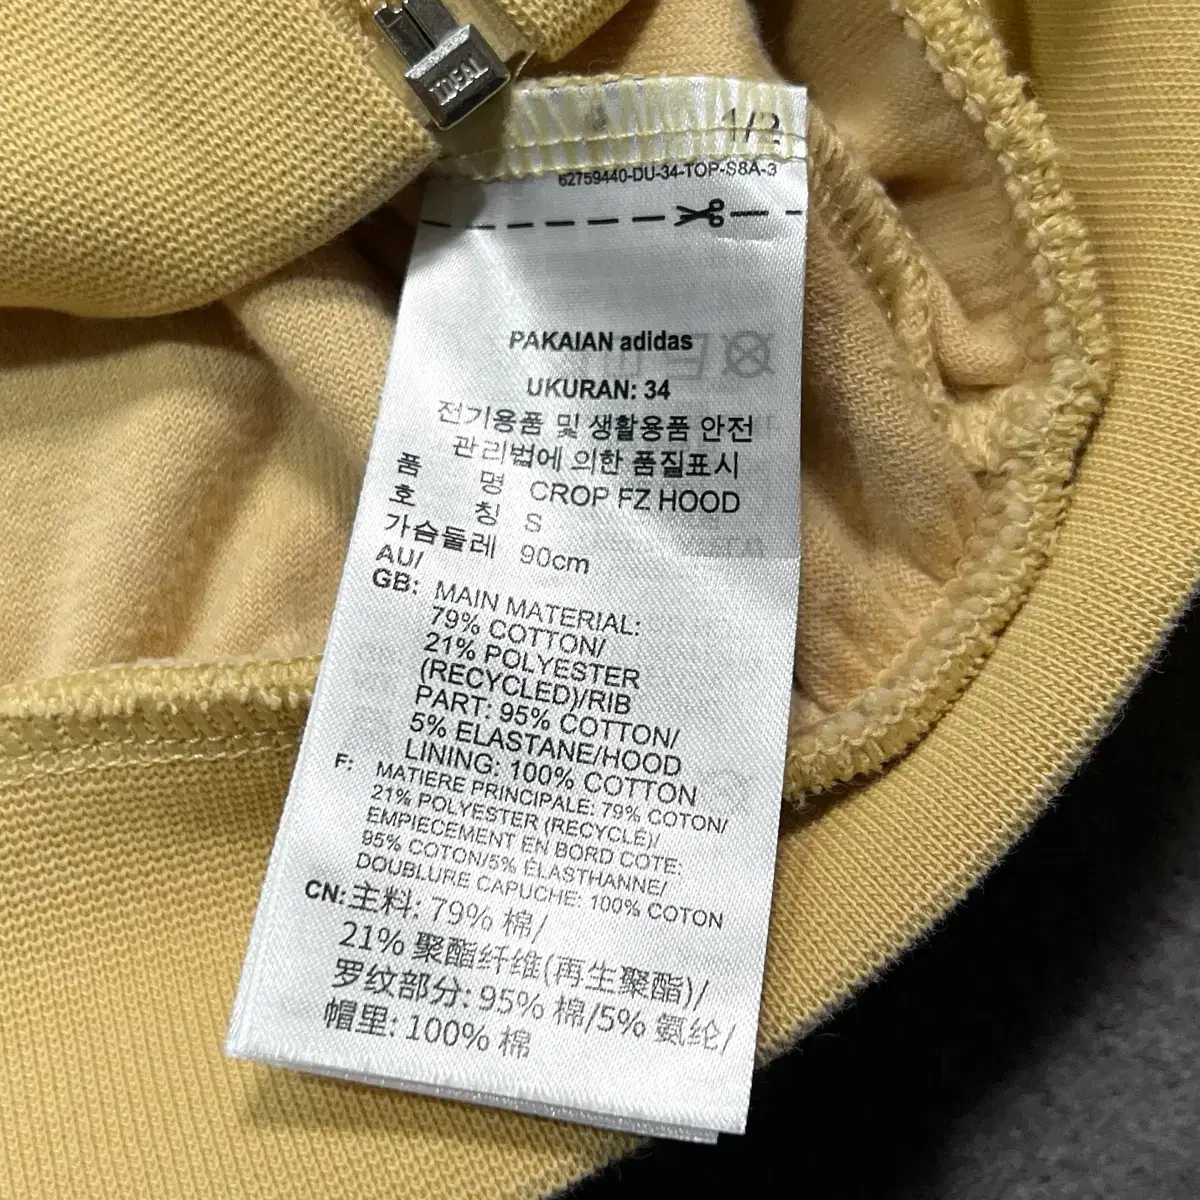 IDEAL
1/2
62759440-DU-34-TOP-S8A-3
PAKAIAN adidas
UKURAN: 34
전기용품 및 생활용품 안전
관리법에 의한 품질표시
품 명 CROP FZ HOOD
호 칭 S
가슴둘레 90cm
AU/
GB: MAIN MATERIAL:
79% COTTON/
21% POLYESTER
(RECYCLED)/RIB
PART: 95% COTTON/
5% ELASTANE/HOOD
LINING: 100% COTTON
F: MATIERE PRINCIPALE: 79% COTON/
21% POLYESTER (RECYCLÉ)/
EMPIECEMENT EN BORD COTE:
95% COTON/5% ÉLASTHANNE/
DOUBLURE CAPUCHE: 100% COTON
CN: 主料: 79% 棉/
21% 聚酯纤维(再生聚酯)/
罗纹部分: 95% 棉/5% 氨纶/
帽里: 100% 棉